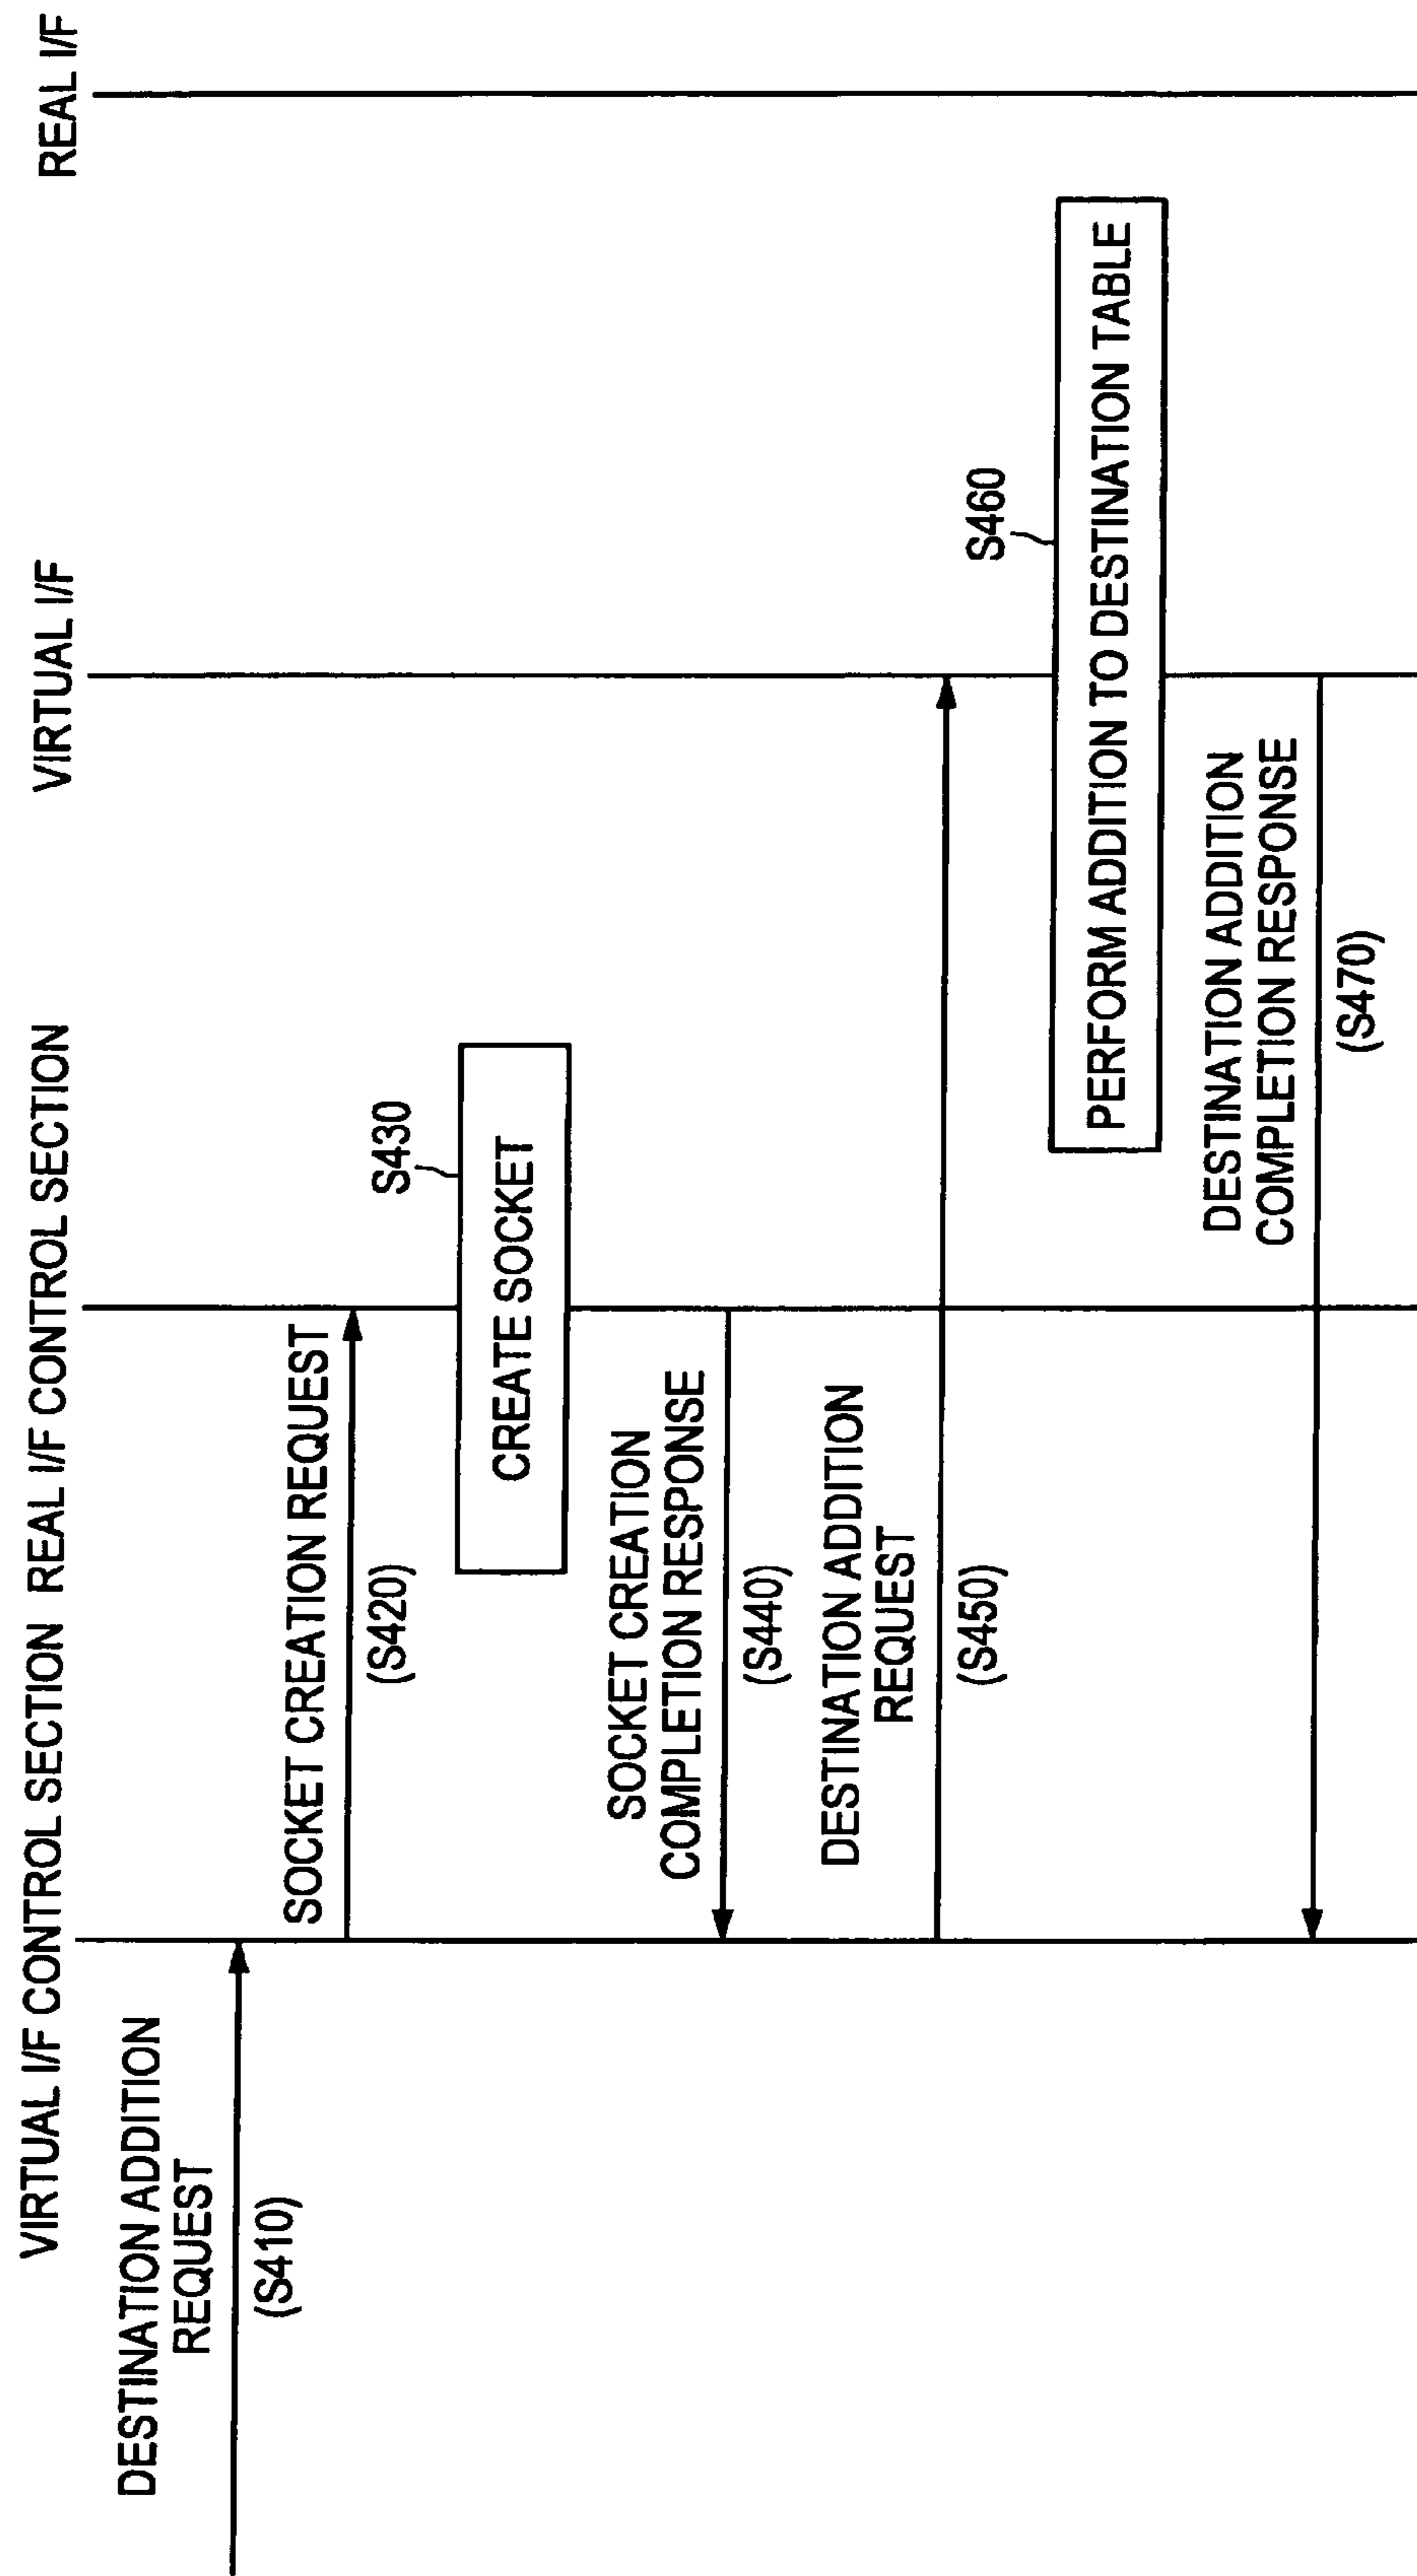 VIRTUAL I/F CONTROL SECTION
REAL I/F CONTROL SECTION
VIRTUAL I/F
REAL I/F
DESTINATION ADDITION
REQUEST
(S410)
SOCKET CREATION REQUEST
(S420)
S430
CREATE SOCKET
SOCKET CREATION
COMPLETION RESPONSE
(S440)
DESTINATION ADDITION
REQUEST
(S450)
S460
PERFORM ADDITION TO DESTINATION TABLE
DESTINATION ADDITION
COMPLETION RESPONSE
(S470)